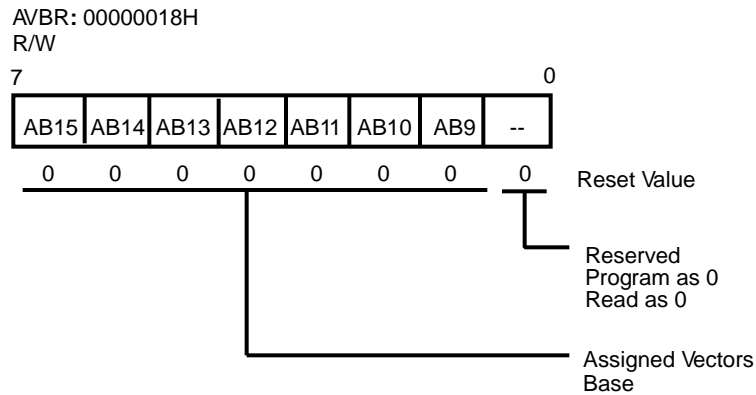 AVBR: 00000018H
R/W
7 0
AB15 AB14 AB13 AB12 AB11 AB10 AB9 --
0 0 0 0 0 0 0 0 Reset Value
Reserved
Program as 0
Read as 0
Assigned Vectors
Base